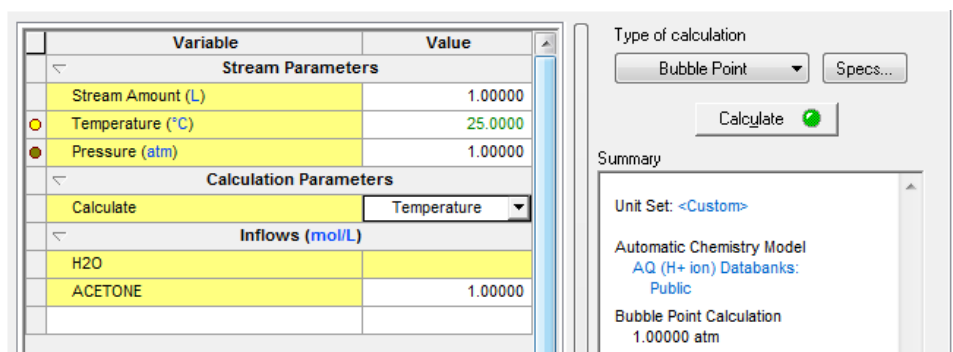 Variable Value
Stream Parameters
Stream Amount (L) 1.00000
Temperature (°C) 25.0000
Pressure (atm) 1.00000
Calculation Parameters
Calculate Temperature
Inflows (mol/L)
H2O
ACETONE 1.00000
Type of calculation
Bubble Point Specs...
Calculate
Summary
Unit Set: <Custom>
Automatic Chemistry Model
AQ (H+ ion) Databanks:
Public
Bubble Point Calculation
1.00000 atm